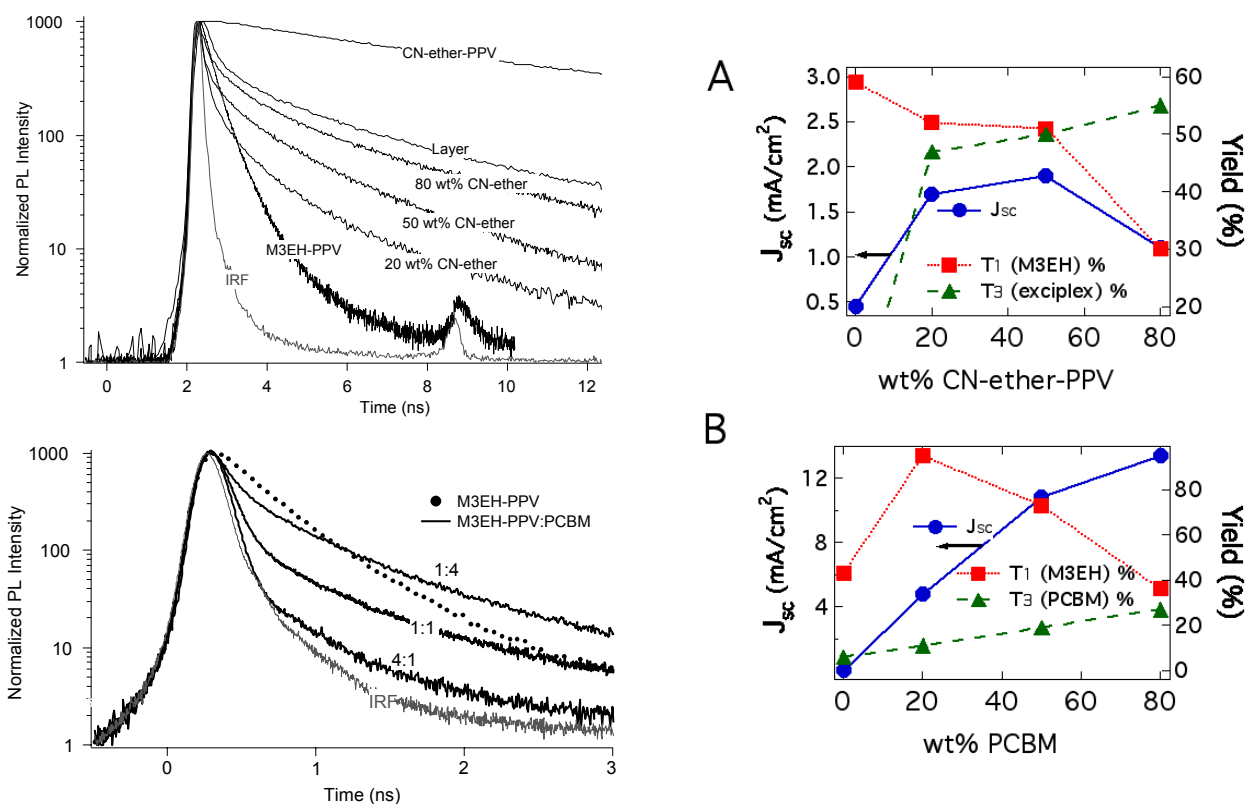 1000
100
10
1
Normalized PL Intensity
CN-ether-PPV
Layer
80 wt% CN-ether
50 wt% CN-ether
M3EH-PPV
20 wt% CN-ether
IRF
0 2 4 6 8 10 12
Time (ns)
A
3.0
2.5
2.0
1.5
1.0
0.5
Jsc (mA/cm²)
60
50
40
30
20
Yield (%)
Jsc
T1 (M3EH) %
T3 (exciplex) %
0 20 40 60 80
wt% CN-ether-PPV
1000
100
10
1
Normalized PL Intensity
M3EH-PPV
M3EH-PPV:PCBM
1:4
1:1
4:1
IRF
0 1 2 3
Time (ns)
B
12
8
4
Jsc (mA/cm²)
80
60
40
20
0
Yield (%)
Jsc
T1 (M3EH) %
T3 (PCBM) %
0 20 40 60 80
wt% PCBM